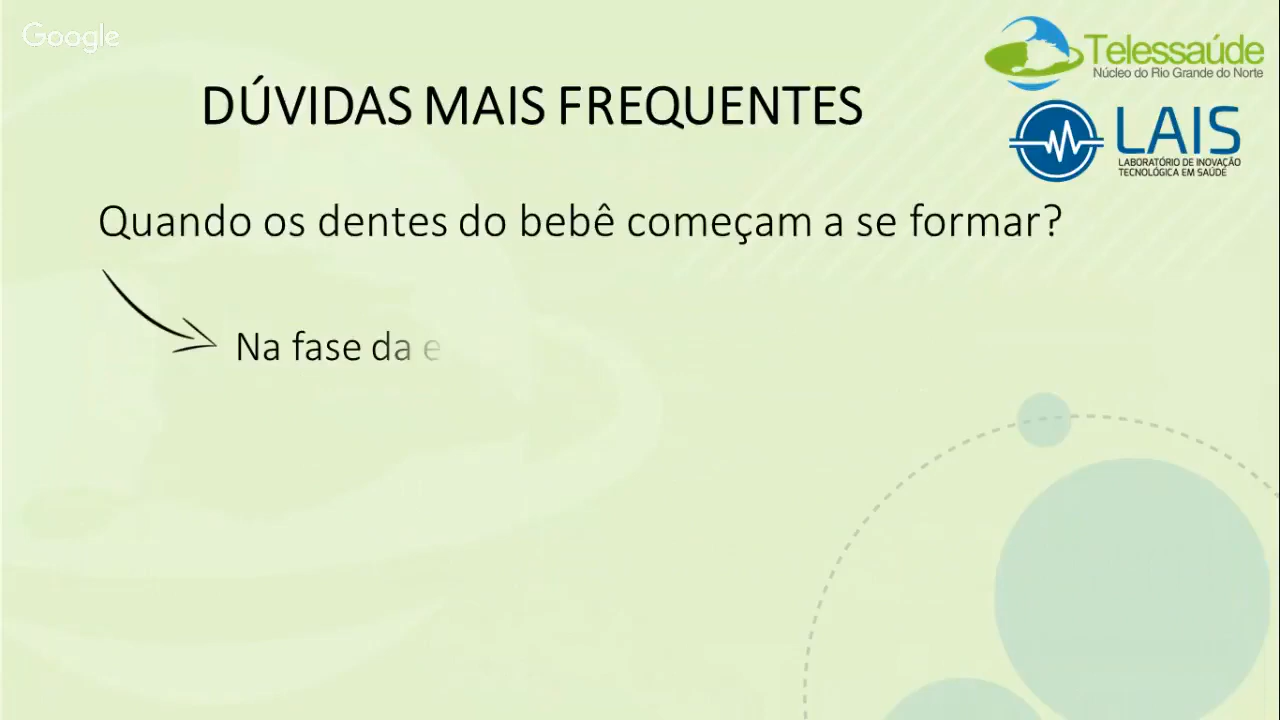 Google
Telessaúde
Núcleo do Rio Grande do Norte
DÚVIDAS MAIS FREQUENTES
LAIS
LABORATÓRIO DE INOVAÇÃO
TECNOLÓGICA EM SAÚDE
Quando os dentes do bebê começam a se formar?
Na fase da e